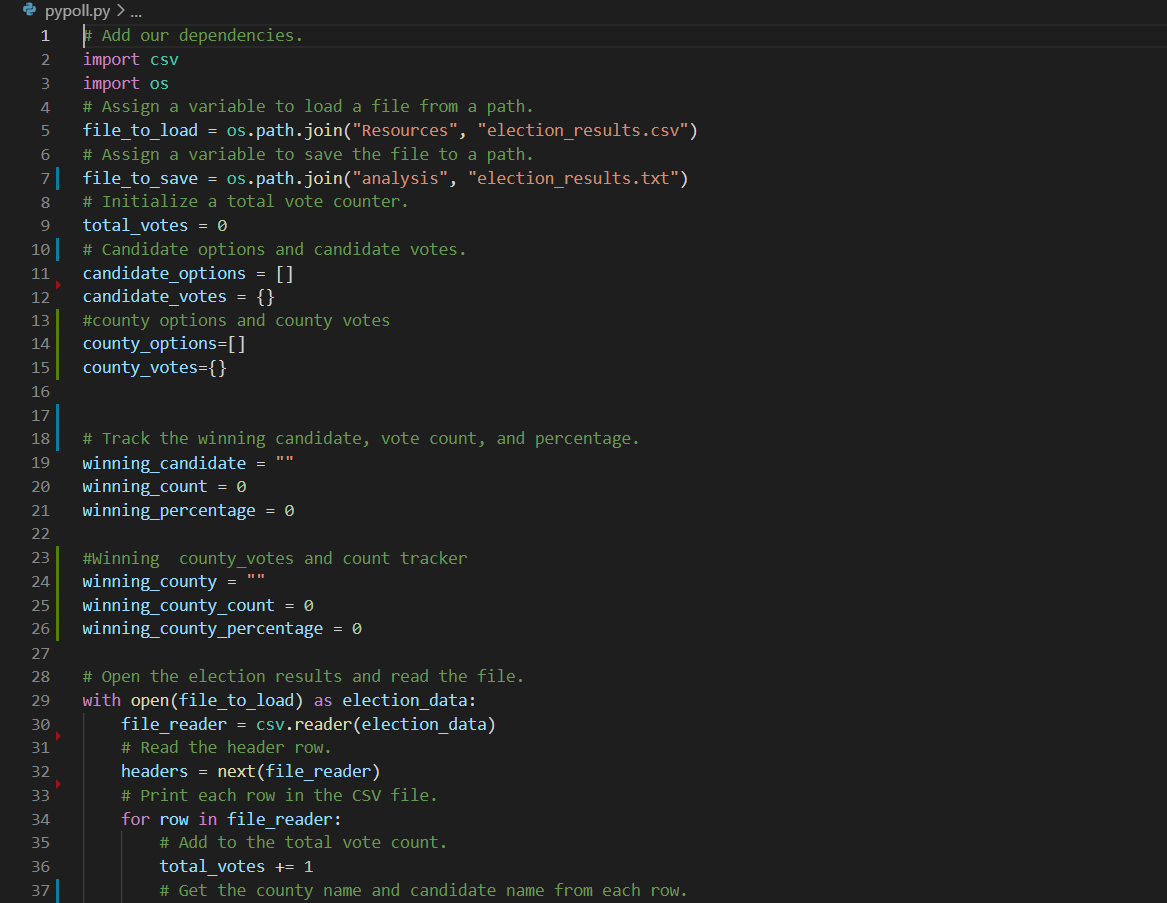 pypoll.py > ...
1 # Add our dependencies.
2 import csv
3 import os
4 # Assign a variable to load a file from a path.
5 file_to_load = os.path.join("Resources", "election_results.csv")
6 # Assign a variable to save the file to a path.
7 file_to_save = os.path.join("analysis", "election_results.txt")
8 # Initialize a total vote counter.
9 total_votes = 0
10 # Candidate options and candidate votes.
11 candidate_options = []
12 candidate_votes = {}
13 #county options and county votes
14 county_options=[]
15 county_votes={}
16
17
18 # Track the winning candidate, vote count, and percentage.
19 winning_candidate = ""
20 winning_count = 0
21 winning_percentage = 0
22
23 #Winning  county_votes and count tracker
24 winning_county = ""
25 winning_county_count = 0
26 winning_county_percentage = 0
27
28 # Open the election results and read the file.
29 with open(file_to_load) as election_data:
30     file_reader = csv.reader(election_data)
31     # Read the header row.
32     headers = next(file_reader)
33     # Print each row in the CSV file.
34     for row in file_reader:
35         # Add to the total vote count.
36         total_votes += 1
37         # Get the county name and candidate name from each row.